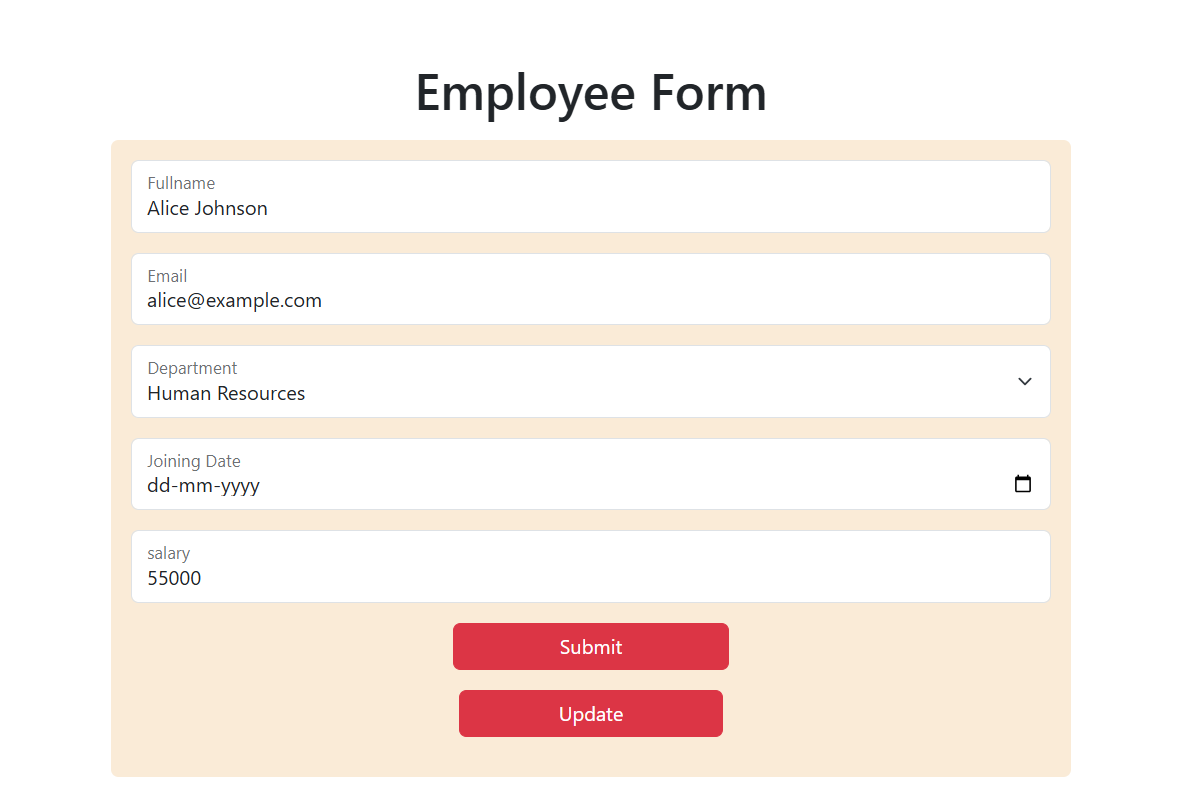 Employee Form
Fullname
Alice Johnson
Email
alice@example.com
Department
Human Resources
Joining Date
dd-mm-yyyy
salary
55000
Submit
Update